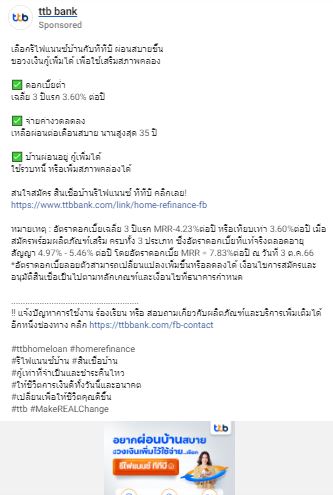 ttb bank
Sponsored
เลือกรีไฟแนนซ์บ้านกับทีทีบี ผ่อนสบายขึ้น
ขอวงเงินกู้เพิ่มได้ เพื่อใช้เสริมสภาพคล่อง
✅ ดอกเบี้ยต่ำ
เฉลี่ย 3 ปีแรก 3.60% ต่อปี
✅ จ่ายค่างวดลดลง
เหลือผ่อนต่อเดือนสบาย นานสูงสุด 35 ปี
✅ บ้านผ่อนอยู่ กู้เพิ่มได้
ใช้รวบหนี้ หรือเพิ่มสภาพคล่องได้
สนใจสมัคร สินเชื่อบ้านรีไฟแนนซ์ ทีทีบี คลิกเลย!
https://www.ttbbank.com/link/home-refinance-fb
หมายเหตุ : อัตราดอกเบี้ยเฉลี่ย 3 ปีแรก MRR-4.23%ต่อปี หรือเทียบเท่า 3.60%ต่อปี เมื่อ
สมัครพร้อมผลิตภัณฑ์เสริม ครบทั้ง 3 ประเภท ซึ่งอัตราดอกเบี้ยที่แท้จริงตลอดอายุ
สัญญา 4.97% - 5.46% ต่อปี โดยอัตราดอกเบี้ย MRR = 7.83%ต่อปี ณ วันที่ 3 ต.ค.66
*อัตราดอกเบี้ยลอยตัวสามารถเปลี่ยนแปลงเพิ่มขึ้นหรือลดลงได้ เงื่อนไขการสมัครและ
อนุมัติสินเชื่อเป็นไปตามหลักเกณฑ์และเงื่อนไขที่ธนาคารกำหนด
.....................................................
!! แจ้งปัญหาการใช้งาน ร้องเรียน หรือ สอบถามเกี่ยวกับผลิตภัณฑ์และบริการเพิ่มเติมได้
อีกหนึ่งช่องทาง คลิก https://ttbbank.com/fb-contact
#ttbhomeloan #homerefinance
#รีไฟแนนซ์บ้าน #สินเชื่อบ้าน
#กู้เท่าที่จำเป็นและชำระคืนไหว
#ให้ชีวิตการเงินดีทั้งวันนี้และอนาคต
#เปลี่ยนเพื่อให้ชีวิตคุณดีขึ้น
#ttb #MakeREALChange
ttb
อยากผ่อนบ้านสบาย
ขอวงเงินเพิ่มไว้ใช้จ่าย..เลือก
รีไฟแนนซ์ ทีทีบี